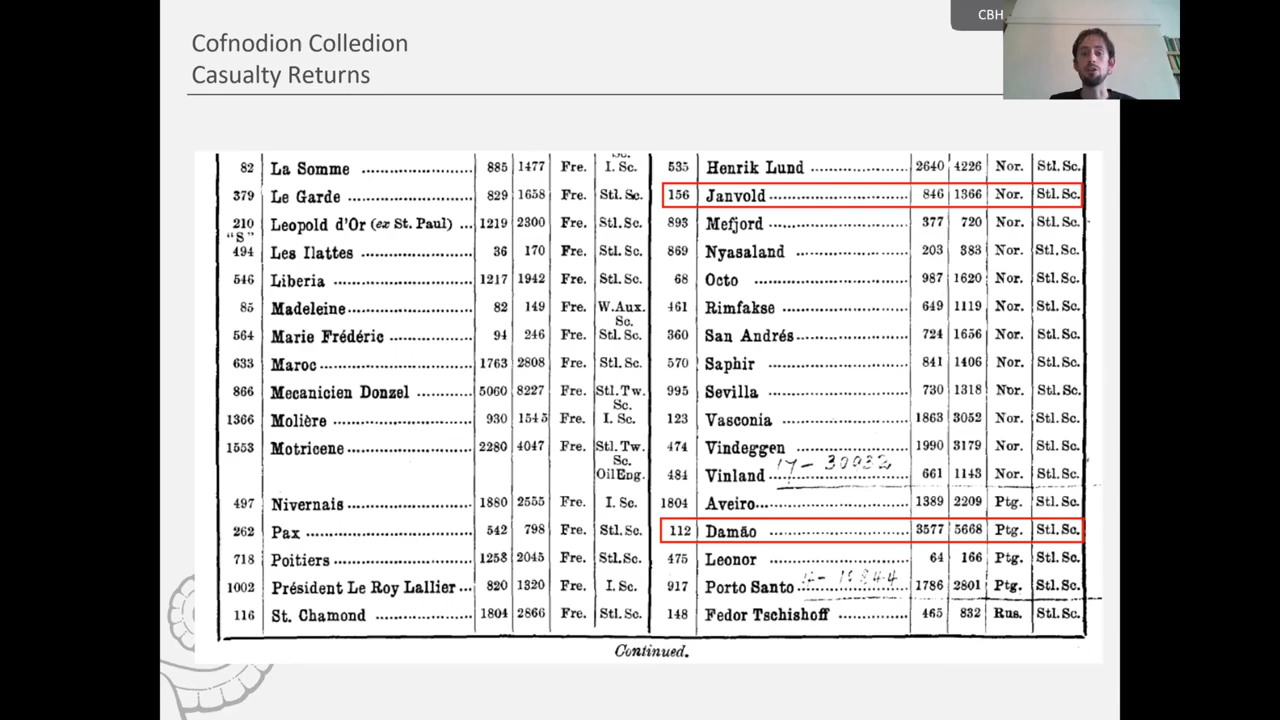 CBH
Cofnodion Colledion
Casualty Returns
82 La Somme 885 1477 Fre. I. Sc.
379 Le Garde 829 1658 Fre. Stl. Sc.
210 Leopold d'Or (ex St. Paul) ... 1219 2300 Fre. Stl. Sc.
"S"
494 Les Ilattes 36 170 Fre. Stl. Sc.
546 Liberia 1217 1942 Fre. Stl. Sc.
85 Madeleine 82 149 Fre. W. Aux.
Sc.
564 Marie Frédéric 94 246 Fre. Stl. Sc.
633 Maroc 1763 2808 Fre. Stl. Sc.
866 Mecanicien Donzel 5060 8227 Fre. Stl. Tw.
Sc.
1366 Molière 930 1545 Fre. I. Sc.
1553 Motricene 2280 4047 Fre. Stl. Tw.
Sc.
Oil Eng.
497 Nivernais 1880 2555 Fre. I. Sc.
262 Pax 542 798 Fre. Stl. Sc.
718 Poitiers 1258 2045 Fre. Stl. Sc.
1002 Président Le Roy Lallier ... 820 1320 Fre. I. Sc.
116 St. Chamond 1804 2866 Fre. Stl. Sc.
535 Henrik Lund 2640 4226 Nor. Stl. Sc.
156 Janvold 846 1366 Nor. Stl. Sc.
893 Mefjord 377 720 Nor. Stl. Sc.
869 Nyasaland 203 383 Nor. Stl. Sc.
68 Octo 987 1620 Nor. Stl. Sc.
461 Rimfakse 649 1119 Nor. Stl. Sc.
360 San Andrés 724 1656 Nor. Stl. Sc.
570 Saphir 841 1406 Nor. Stl. Sc.
995 Sevilla 730 1318 Nor. Stl. Sc.
123 Vasconia 1863 3052 Nor. Stl. Sc.
474 Vindeggen 1990 3179 Nor. Stl. Sc.
17 - 30032
484 Vinland 661 1143 Nor. Stl. Sc.
1804 Aveiro 1389 2209 Ptg. Stl. Sc.
112 Damão 3577 5668 Ptg. Stl. Sc.
475 Leonor 64 166 Ptg. Stl. Sc.
917 Porto Santo 1786 2801 Ptg. Stl. Sc.
148 Fedor Tschishoff 465 832 Rus. Stl. Sc.
Continued.